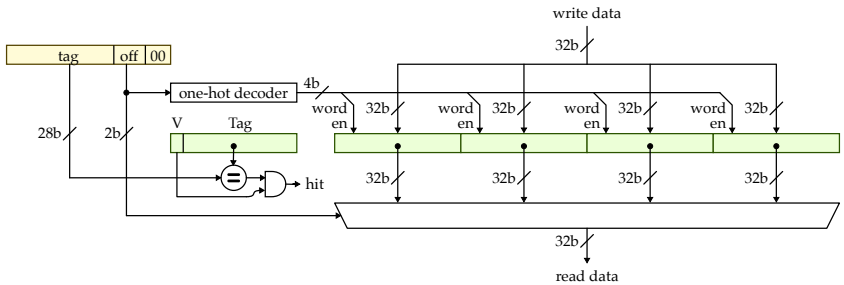 write data
32b
tag off 00
one-hot decoder 4b
word en 32b word en 32b word en 32b word en 32b
28b 2b
V Tag
=
hit
32b 32b 32b 32b
32b
read data